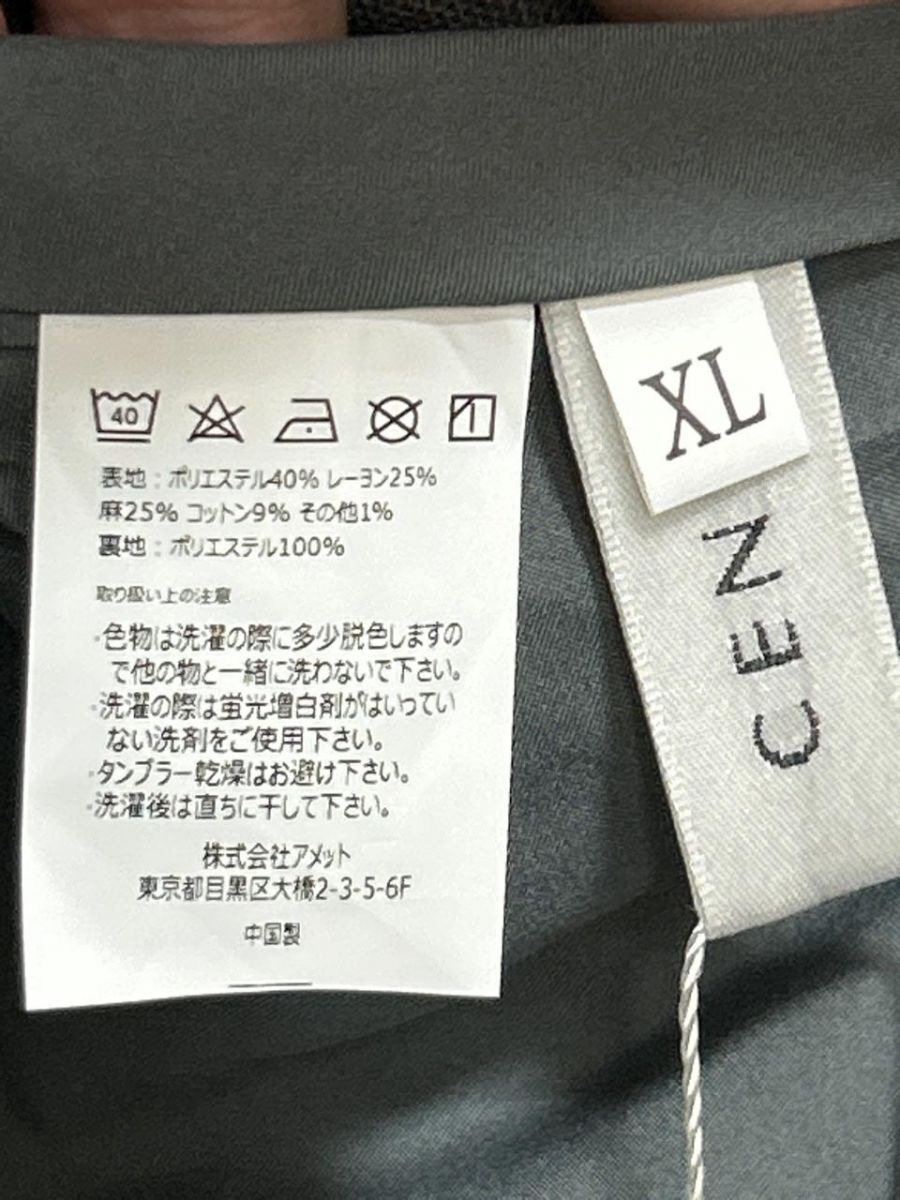 40
1
表地：ポリエステル40% レーヨン25%
麻25% コットン9% その他1%
裏地：ポリエステル100%
取り扱い上の注意
・色物は洗濯の際に多少脱色しますの
で他の物と一緒に洗わないで下さい。
・洗濯の際は蛍光増白剤がはいってい
ない洗剤をご使用下さい。
・タンブラー乾燥はお避け下さい。
・洗濯後は直ちに干して下さい。
株式会社アメット
東京都目黒区大橋2-3-5-6F
中国製
XL
CEN